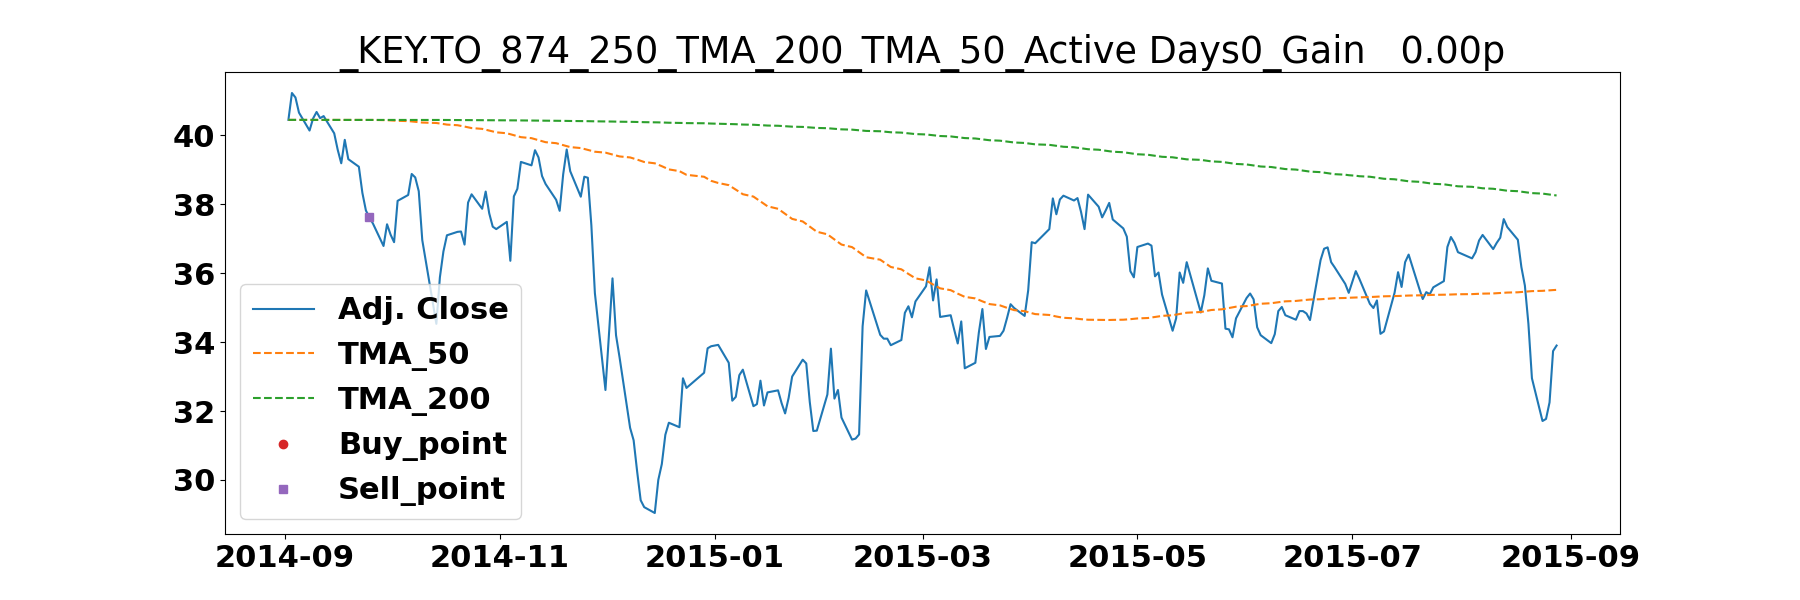 _KEY.TO_874_250_TMA_200_TMA_50_Active Days0_Gain   0.00p
40
38
36
34
32
30
Adj. Close
TMA_50
TMA_200
Buy_point
Sell_point
2014-09 2014-11 2015-01 2015-03 2015-05 2015-07 2015-09